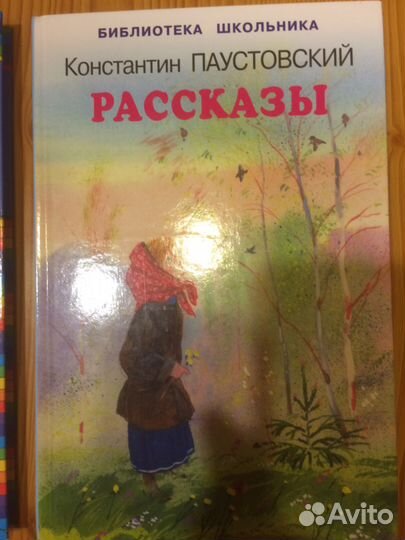 БИБЛИОТЕКА ШКОЛЬНИКА
Константин ПАУСТОВСКИЙ
РАССКАЗЫ
Avito